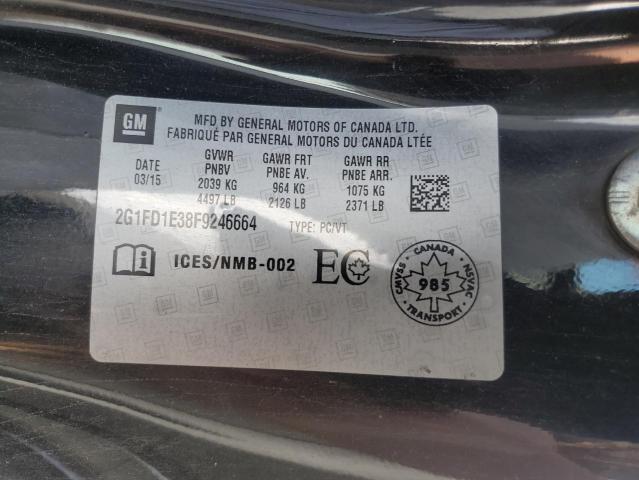 GM
MFD BY GENERAL MOTORS OF CANADA LTD.
FABRIQUÉ PAR GENERAL MOTORS DU CANADA LTÉE
DATE
03/15
GVWR
PNBV
2039 KG
4497 LB
GAWR FRT
PNBE AV.
964 KG
2126 LB
GAWR RR
PNBE ARR.
1075 KG
2371 LB
2G1FD1E38F9246664
TYPE: PC/VT
ICES/NMB-002
EC
CANADA
CMVSS
NSVAC
985
TRANSPORT